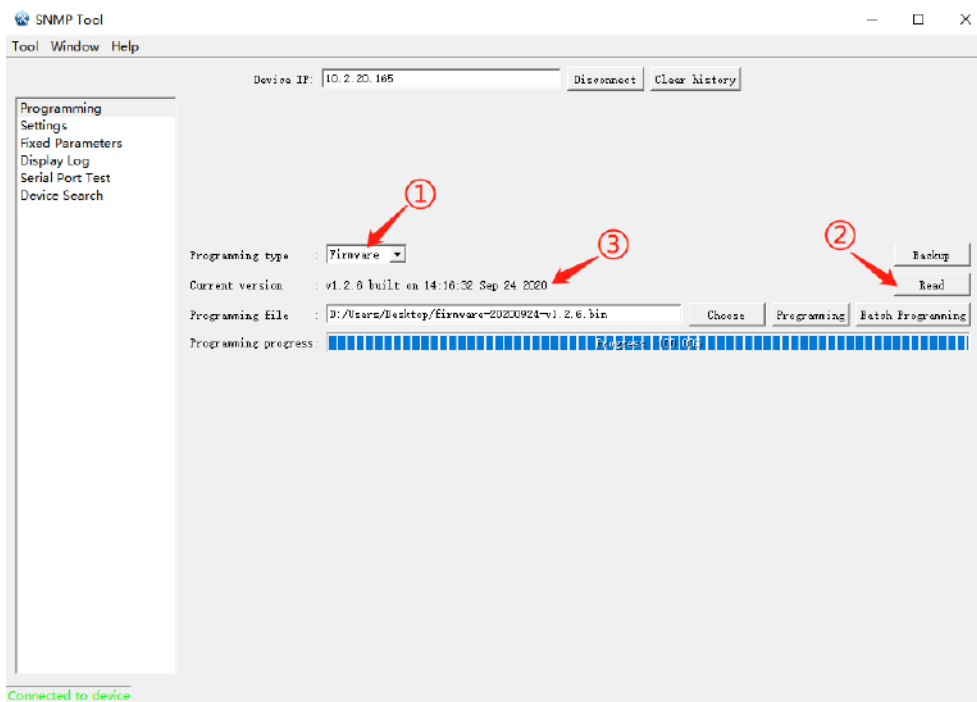 SNMP Tool
Tool Window Help
Device IP: 10.2.20.165 Disconnect Clear history
Programming
Settings
Fixed Parameters
Display Log
Serial Port Test
Device Search
①
③
②
Programming type : Firmware Backup
Current version : v1.2.6 built on 14:16:32 Sep 24 2020 Read
Programming file : D:/Users/Desktop/firmware-20200924-v1.2.6.bin Choose Programming Batch Programming
Programming progress: Progress: 100.00%
Connected to device